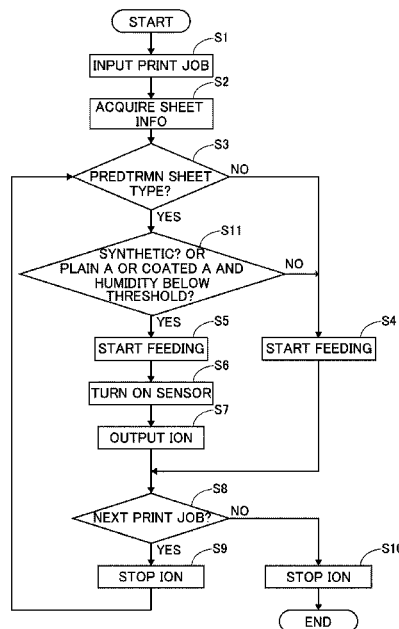 START
S1
INPUT PRINT JOB
S2
ACQUIRE SHEET
INFO
S3
PREDTRMN SHEET
TYPE?
NO
YES
S11
SYNTHETIC? OR
PLAIN A OR COATED A AND
HUMIDITY BELOW
THRESHOLD?
NO
YES
S5
START FEEDING
S4
START FEEDING
S6
TURN ON SENSOR
S7
OUTPUT ION
S8
NEXT PRINT JOB?
NO
YES
S9
STOP ION
S10
STOP ION
END